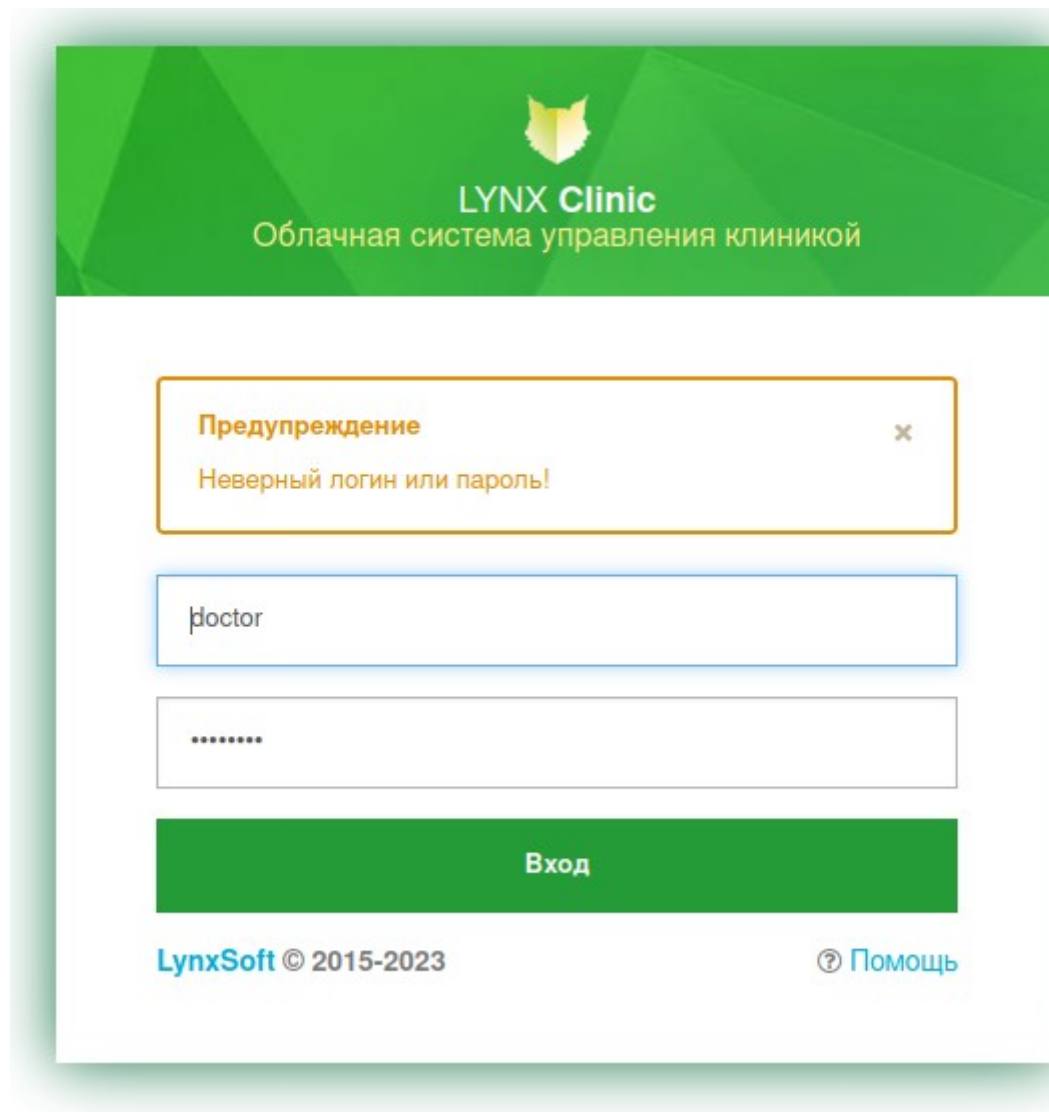 LYNX Clinic
Облачная система управления клиникой
Предупреждение
×
Неверный логин или пароль!
doctor
••••••••
Вход
LynxSoft © 2015-2023
? Помощь